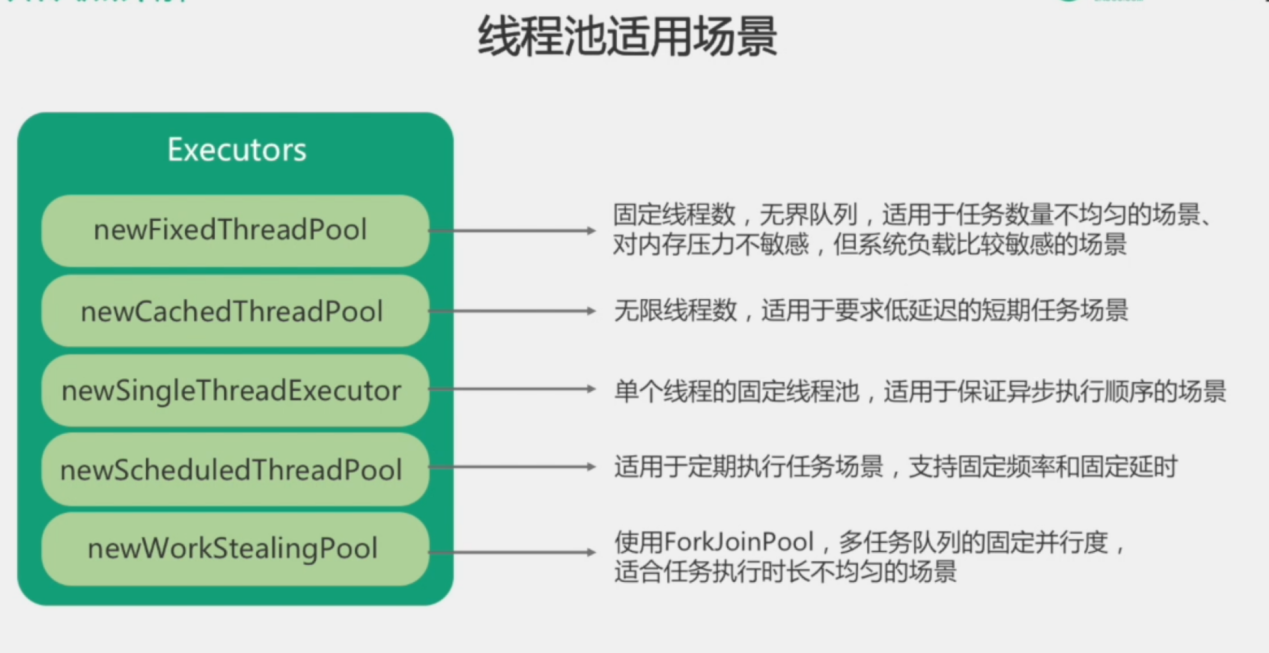 线程池适用场景
Executors
newFixedThreadPool
固定线程数，无界队列，适用于任务数量不均匀的场景、
对内存压力不敏感，但系统负载比较敏感的场景
newCachedThreadPool
无限线程数，适用于要求低延迟的短期任务场景
newSingleThreadExecutor
单个线程的固定线程池，适用于保证异步执行顺序的场景
newScheduledThreadPool
适用于定期执行任务场景，支持固定频率和固定延时
newWorkStealingPool
使用ForkJoinPool，多任务队列的固定并行度，
适合任务执行时长不均匀的场景